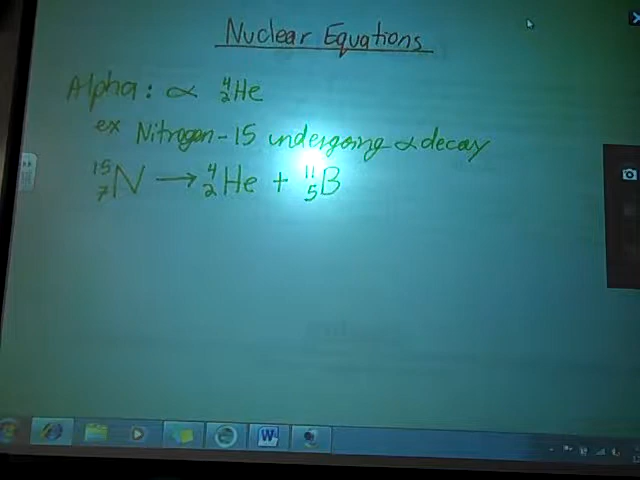 Nuclear Equations
Alpha: α ⁴₂He
ex Nitrogen-15 undergoing α decay
¹⁵₇N → ⁴₂He + ¹¹₅B